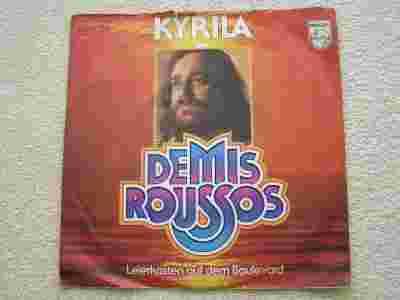 KYRILA
DEMIS
ROUSSOS
Leierkasten auf dem Boulevard